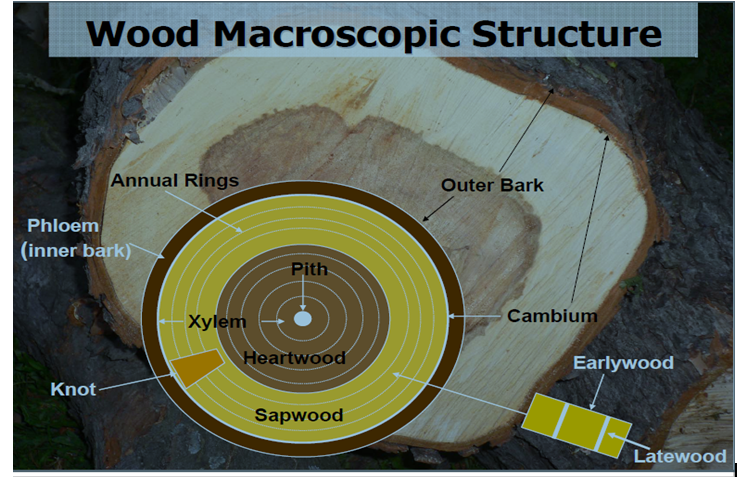 Wood Macroscopic Structure
Annual Rings
Outer Bark
Phloem
(inner bark)
Pith
Xylem
Cambium
Heartwood
Earlywood
Knot
Sapwood
Latewood